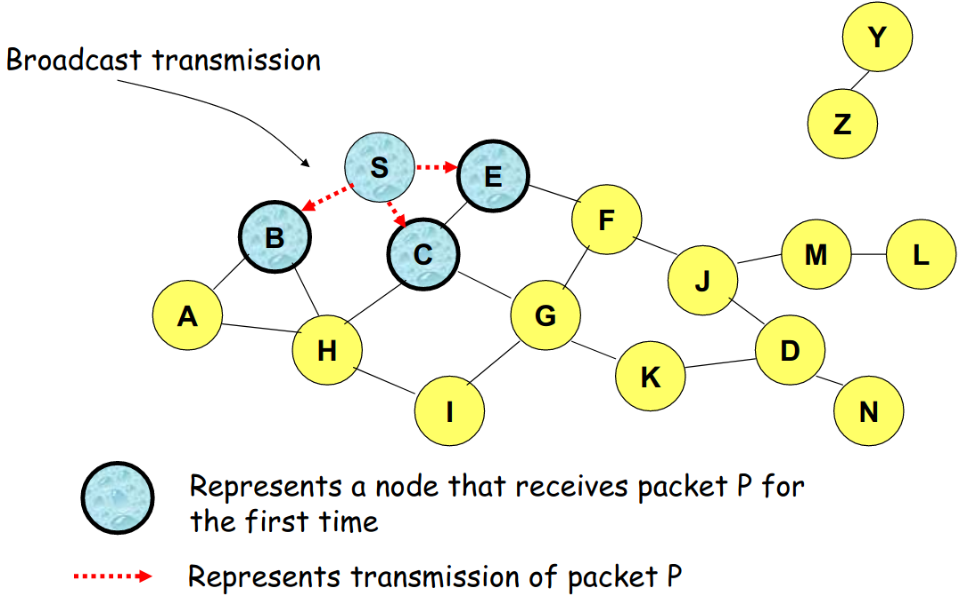 Y
Broadcast transmission
Z
S
E
F
B
C
M
L
J
A
G
H
D
K
I
N
Represents a node that receives packet P for
the first time
Represents transmission of packet P